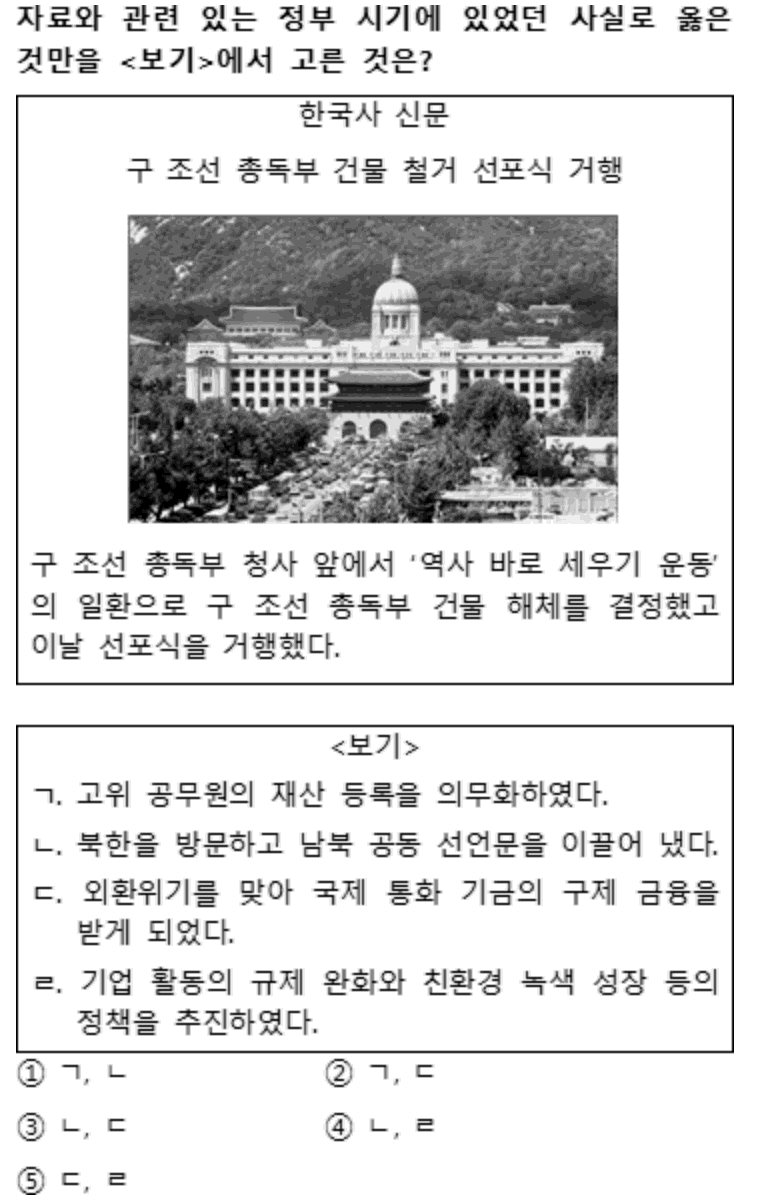 자료와 관련 있는 정부 시기에 있었던 사실로 옳은
것만을 <보기>에서 고른 것은?
한국사 신문
구 조선 총독부 건물 철거 선포식 거행
구 조선 총독부 청사 앞에서 ‘역사 바로 세우기 운동’
의 일환으로 구 조선 총독부 건물 해체를 결정했고
이날 선포식을 거행했다.
<보기>
ㄱ. 고위 공무원의 재산 등록을 의무화하였다.
ㄴ. 북한을 방문하고 남북 공동 선언문을 이끌어 냈다.
ㄷ. 외환위기를 맞아 국제 통화 기금의 구제 금융을
받게 되었다.
ㄹ. 기업 활동의 규제 완화와 친환경 녹색 성장 등의
정책을 추진하였다.
① ㄱ, ㄴ ② ㄱ, ㄷ
③ ㄴ, ㄷ ④ ㄴ, ㄹ
⑤ ㄷ, ㄹ